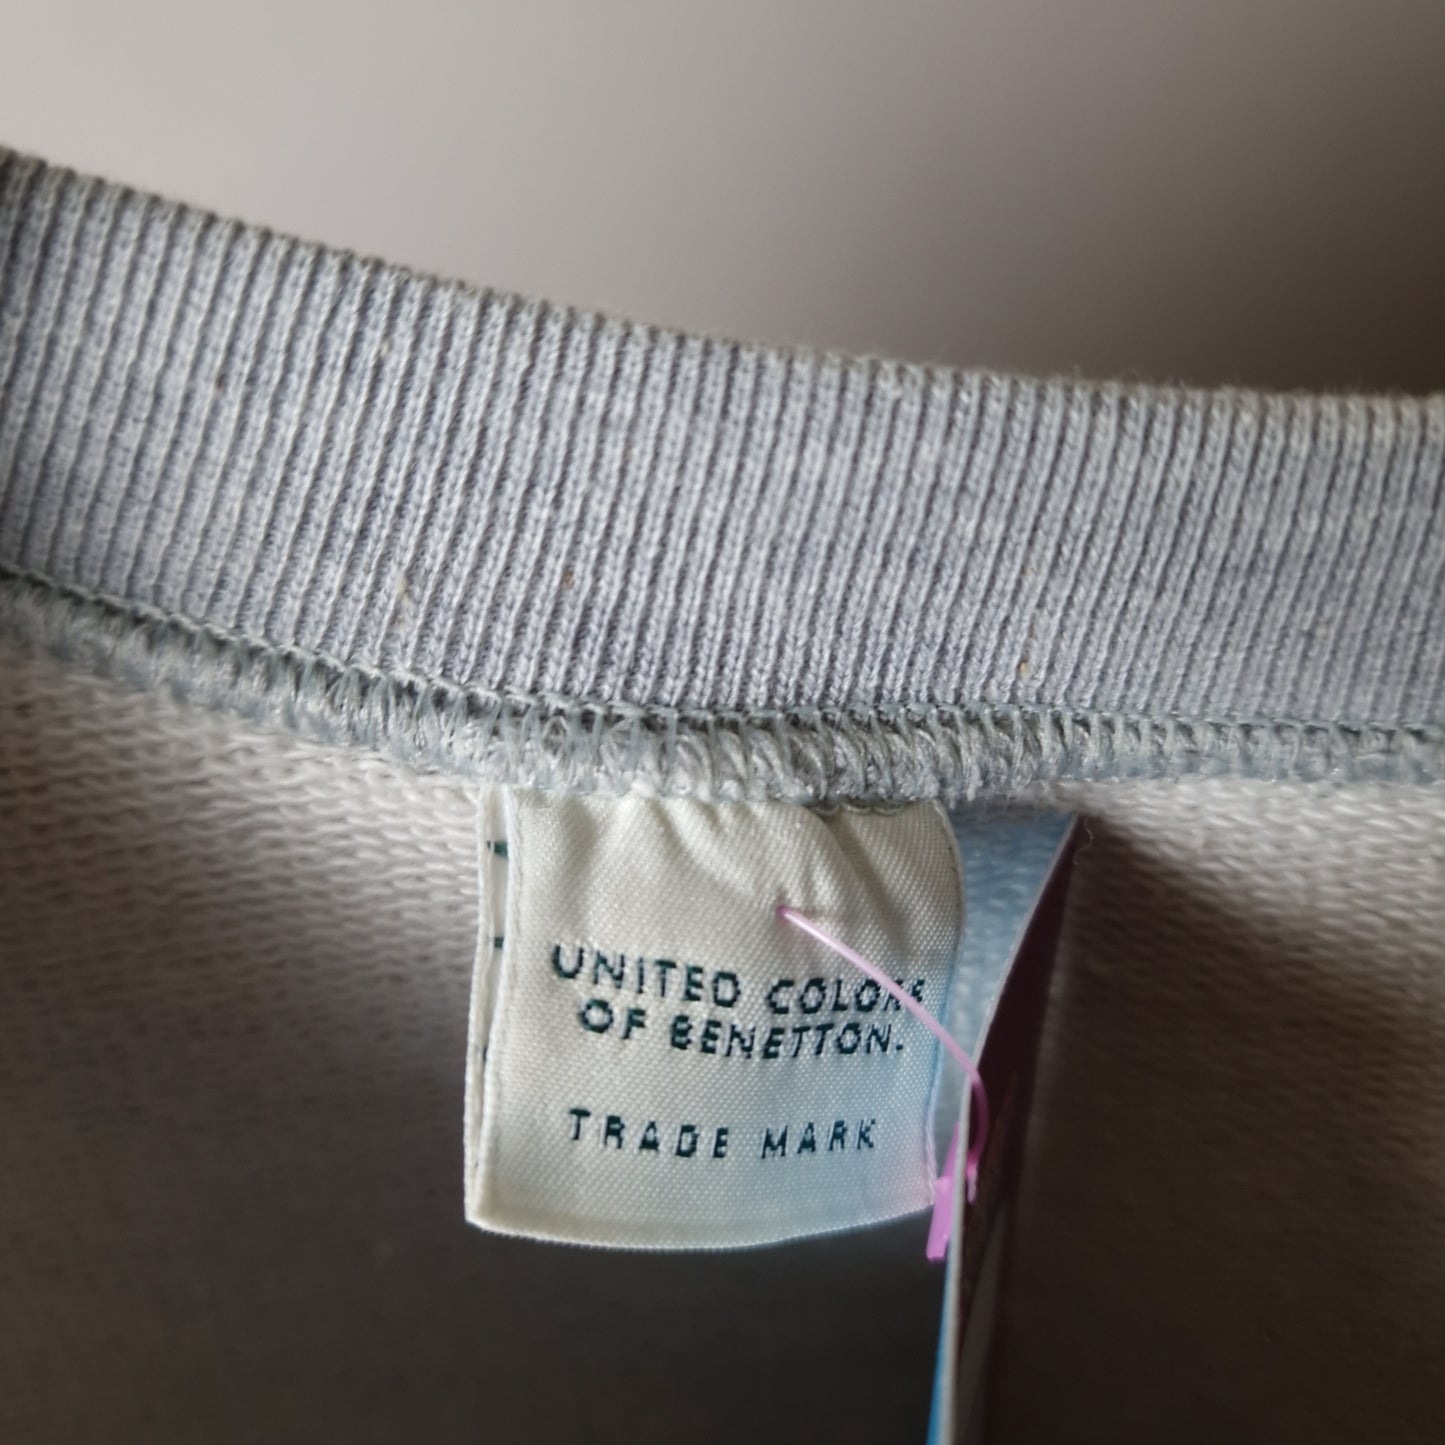 UNITED COLORS
OF BENETTON.
TRADE MARK